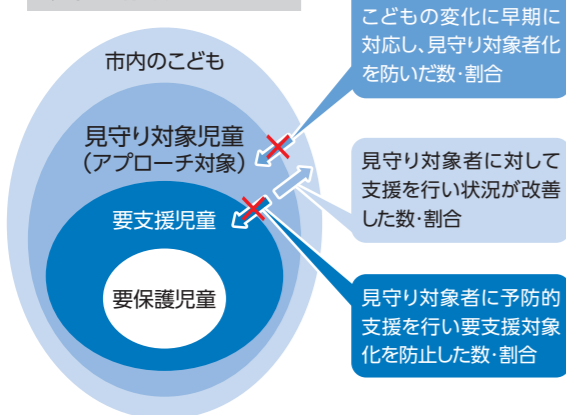 市内のこども
見守り対象児童
(アプローチ対象)
要支援児童
要保護児童
こどもの変化に早期に
対応し、見守り対象者化
を防いだ数・割合
見守り対象者に対して
支援を行い状況が改善
した数・割合
見守り対象者に予防的
支援を行い要支援対象
化を防止した数・割合